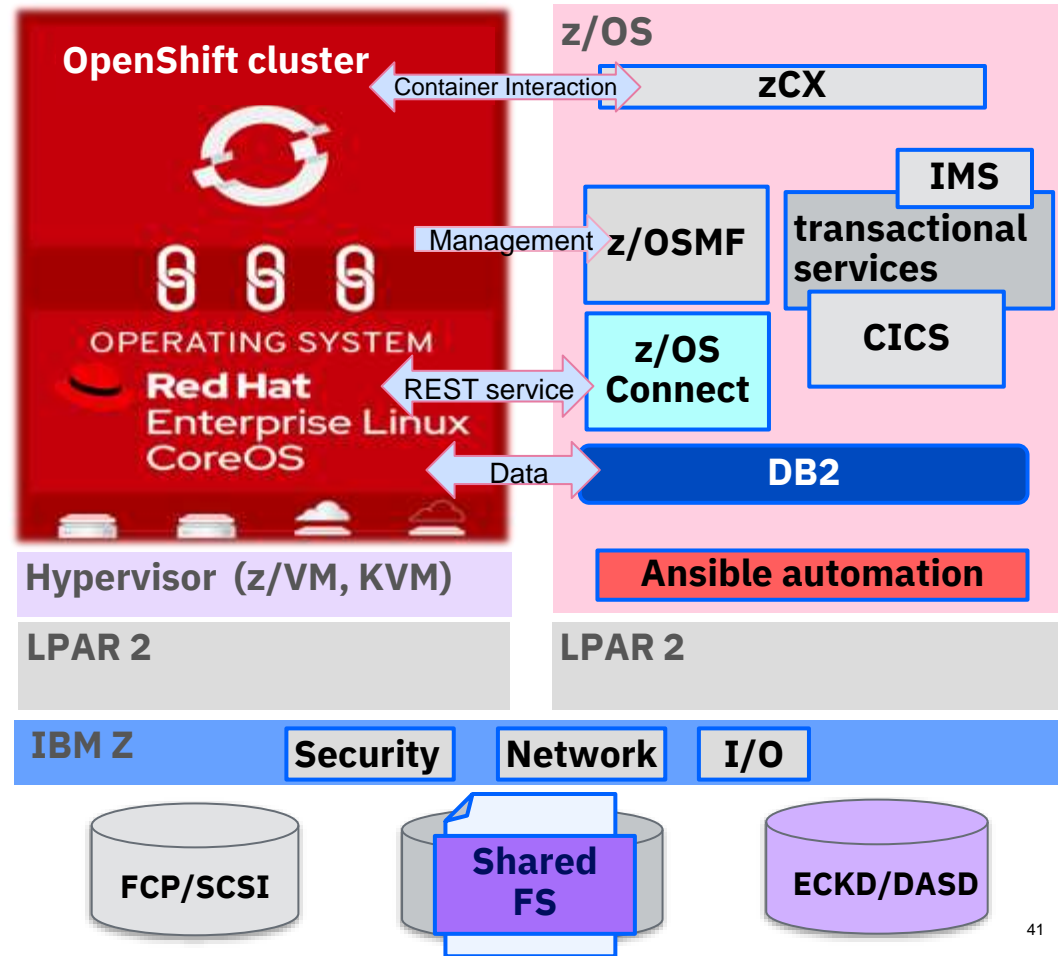 OpenShift cluster
OPERATING SYSTEM
Red Hat
Enterprise Linux
CoreOS
Container Interaction
Management
REST service
Data
z/OS
zCX
IMS
transactional
services
CICS
z/OSMF
z/OS
Connect
DB2
Ansible automation
Hypervisor (z/VM, KVM)
LPAR 2
LPAR 2
IBM Z
Security
Network
I/O
FCP/SCSI
Shared
FS
ECKD/DASD
41